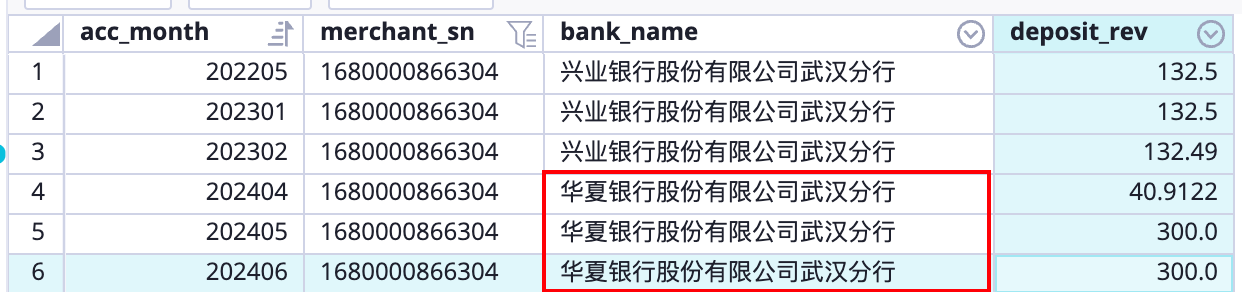 acc_month merchant_sn bank_name deposit_rev
1 202205 1680000866304 兴业银行股份有限公司武汉分行 132.5
2 202301 1680000866304 兴业银行股份有限公司武汉分行 132.5
3 202302 1680000866304 兴业银行股份有限公司武汉分行 132.49
4 202404 1680000866304 华夏银行股份有限公司武汉分行 40.9122
5 202405 1680000866304 华夏银行股份有限公司武汉分行 300.0
6 202406 1680000866304 华夏银行股份有限公司武汉分行 300.0